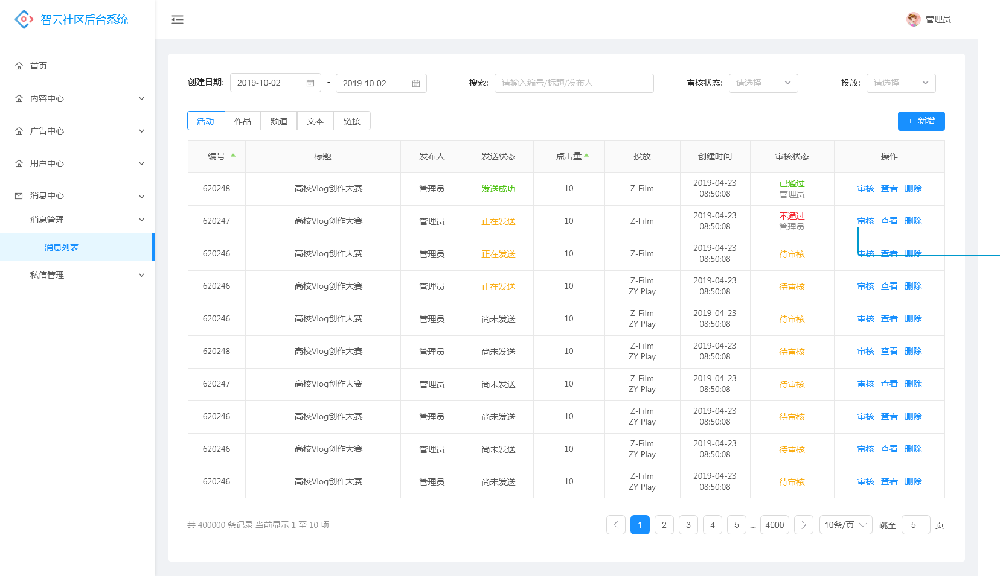 智云社区后台系统
管理员
首页
内容中心
广告中心
用户中心
消息中心
消息管理
消息列表
私信管理
创建日期: 2019-10-02 - 2019-10-02 搜索: 请输入编号/标题/发布人 审核状态: 请选择 投放: 请选择
活动 作品 频道 文本 链接 + 新增
编号 标题 发布人 发送状态 点击量 投放 创建时间 审核状态 操作
620248 高校Vlog创作大赛 管理员 发送成功 10 Z-Film 2019-04-23 已通过 审核 查看 删除
08:50:08 管理员
620247 高校Vlog创作大赛 管理员 正在发送 10 Z-Film 2019-04-23 不通过 审核 查看 删除
08:50:08 管理员
620246 高校Vlog创作大赛 管理员 正在发送 10 Z-Film 2019-04-23 待审核 审核 查看 删除
08:50:08
620246 高校Vlog创作大赛 管理员 正在发送 10 Z-Film 2019-04-23 待审核 审核 查看 删除
ZY Play 08:50:08
620246 高校Vlog创作大赛 管理员 尚未发送 10 Z-Film 2019-04-23 待审核 审核 查看 删除
ZY Play 08:50:08
620248 高校Vlog创作大赛 管理员 尚未发送 10 Z-Film 2019-04-23 待审核 审核 查看 删除
ZY Play 08:50:08
620247 高校Vlog创作大赛 管理员 尚未发送 10 Z-Film 2019-04-23 待审核 审核 查看 删除
ZY Play 08:50:08
620246 高校Vlog创作大赛 管理员 尚未发送 10 Z-Film 2019-04-23 待审核 审核 查看 删除
ZY Play 08:50:08
620246 高校Vlog创作大赛 管理员 尚未发送 10 Z-Film 2019-04-23 待审核 审核 查看 删除
ZY Play 08:50:08
620246 高校Vlog创作大赛 管理员 尚未发送 10 Z-Film 2019-04-23 待审核 审核 查看 删除
ZY Play 08:50:08
共 400000 条记录 当前显示 1 至 10 项 1 2 3 4 5 ... 4000 10条/页 跳至 5 页